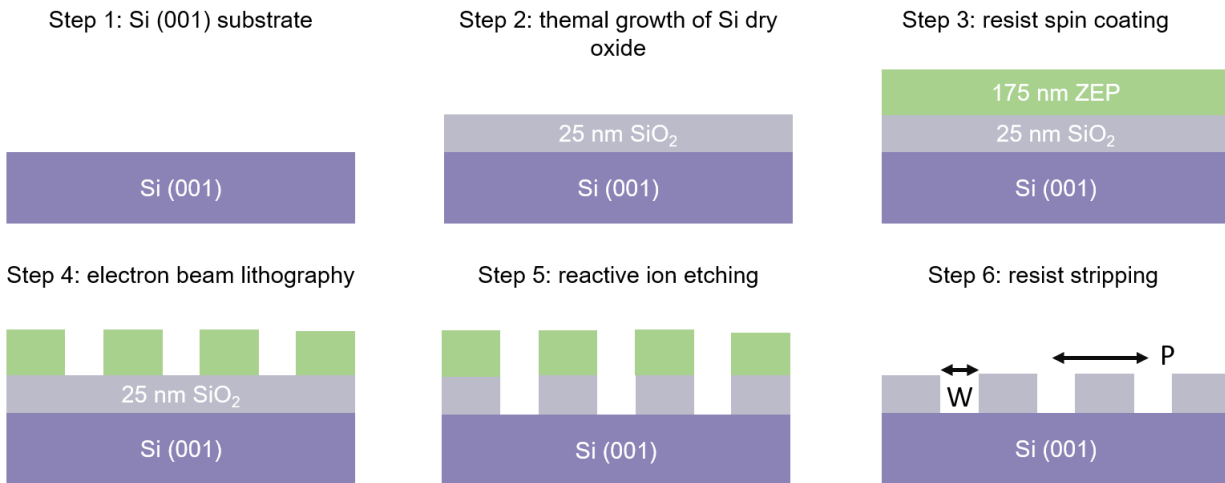 Step 1: Si (001) substrate
Step 2: themal growth of Si dry
oxide
Step 3: resist spin coating
Si (001)
25 nm SiO₂
Si (001)
175 nm ZEP
25 nm SiO₂
Si (001)
Step 4: electron beam lithography
Step 5: reactive ion etching
Step 6: resist stripping
25 nm SiO₂
Si (001)
Si (001)
P
W
Si (001)